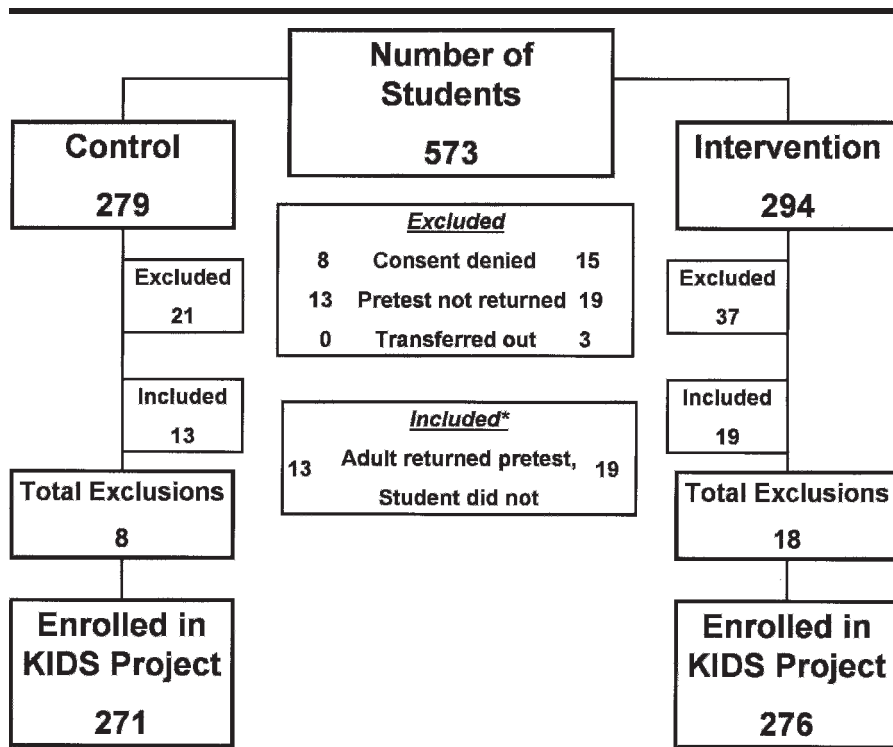 Number of
Students
573
Control
279
Intervention
294
Excluded
8 Consent denied 15
13 Pretest not returned 19
0 Transferred out 3
Excluded
21
Excluded
37
Included
13
Included
19
Included*
13 Adult returned pretest, 19
Student did not
Total Exclusions
8
Total Exclusions
18
Enrolled in
KIDS Project
271
Enrolled in
KIDS Project
276